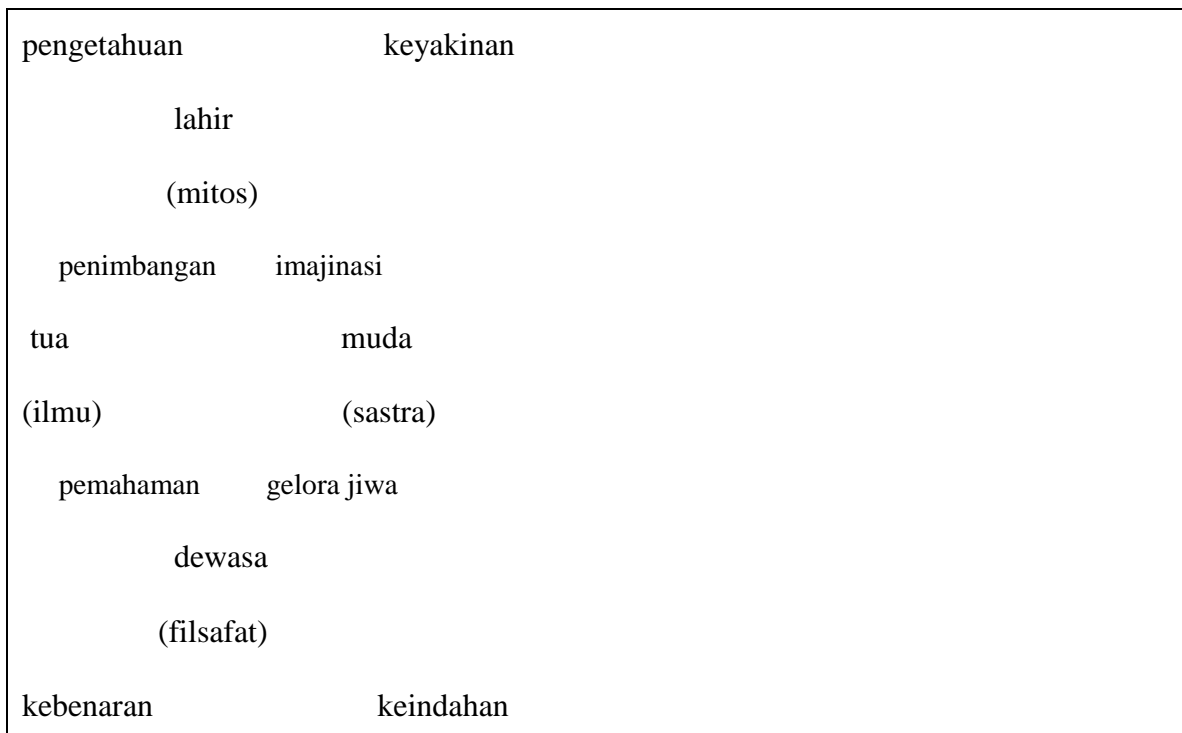 pengetahuan keyakinan
lahir
(mitos)
penimbangan imajinasi
tua muda
(ilmu) (sastra)
pemahaman gelora jiwa
dewasa
(filsafat)
kebenaran keindahan